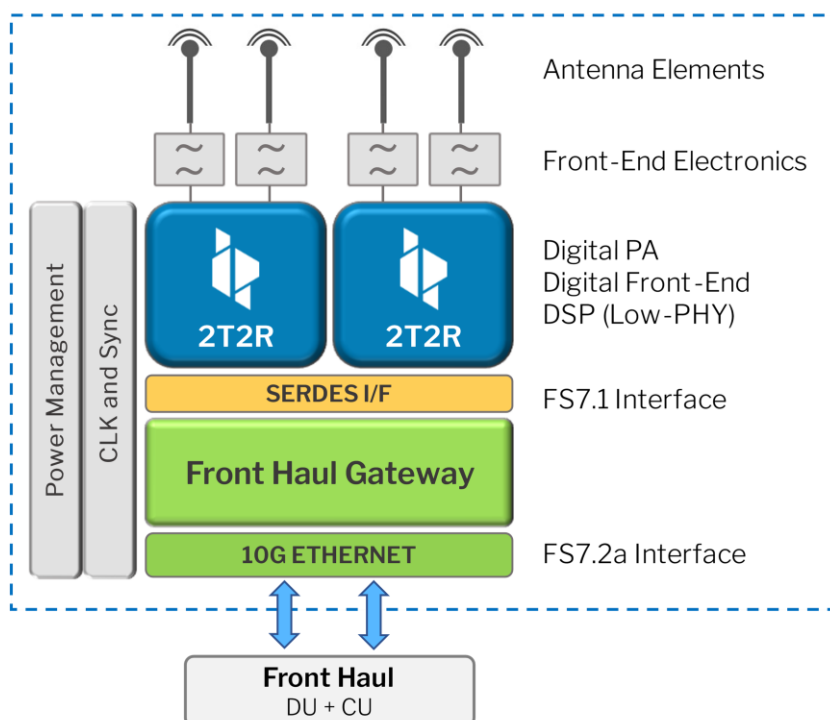 Antenna Elements
Front-End Electronics
Power Management
CLK and Sync
2T2R
2T2R
Digital PA
Digital Front-End
DSP (Low-PHY)
SERDES I/F
FS7.1 Interface
Front Haul Gateway
10G ETHERNET
FS7.2a Interface
Front Haul
DU + CU